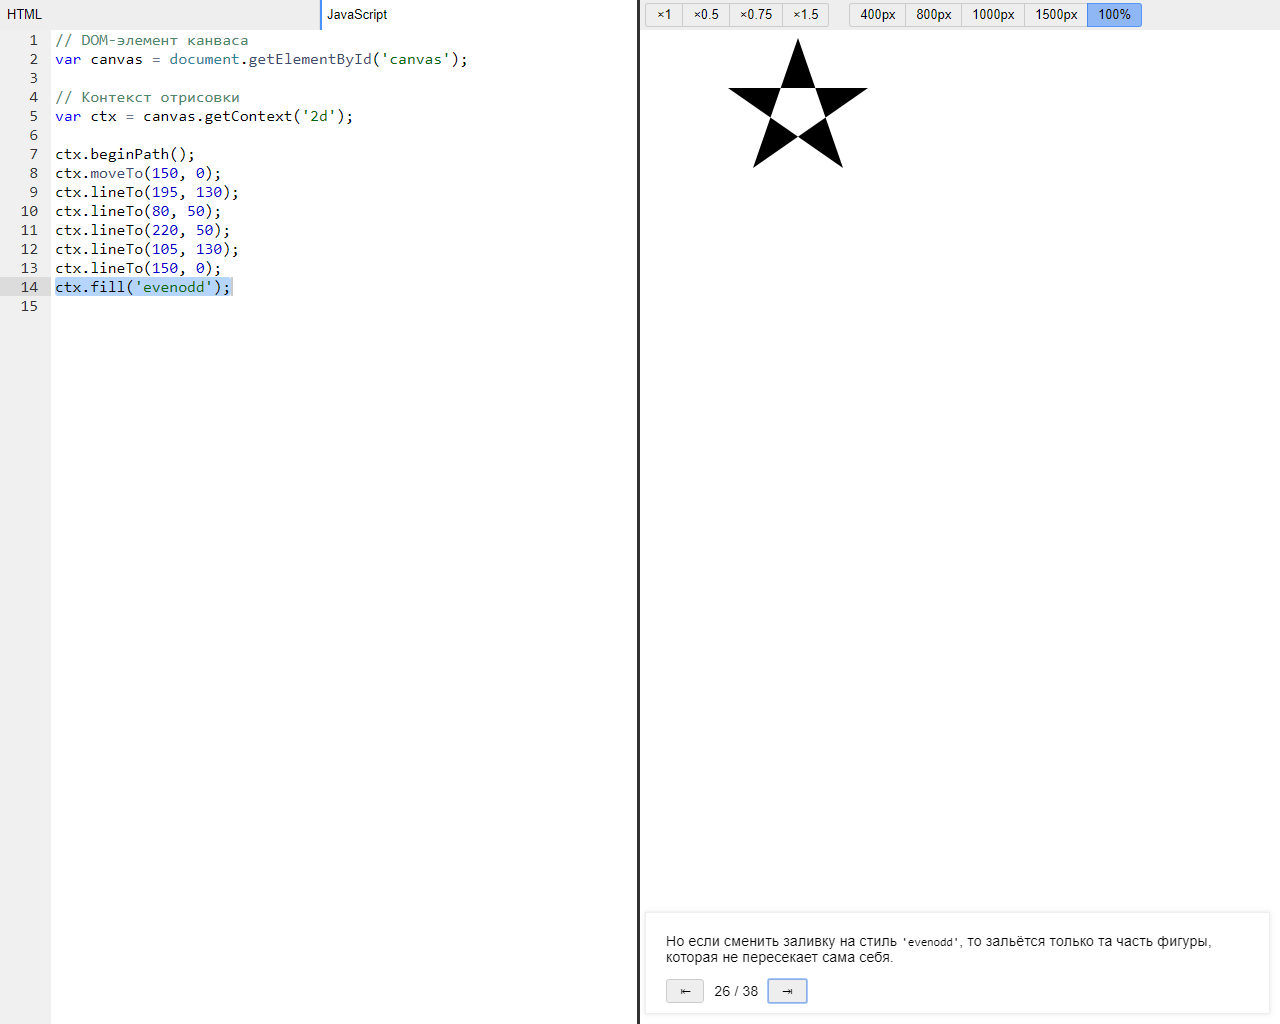 HTML
JavaScript
×1 ×0.5 ×0.75 ×1.5 400px 800px 1000px 1500px 100%
1 // DOM-элемент канваса
2 var canvas = document.getElementById('canvas');
3
4 // Контекст отрисовки
5 var ctx = canvas.getContext('2d');
6
7 ctx.beginPath();
8 ctx.moveTo(150, 0);
9 ctx.lineTo(195, 130);
10 ctx.lineTo(80, 50);
11 ctx.lineTo(220, 50);
12 ctx.lineTo(105, 130);
13 ctx.lineTo(150, 0);
14 ctx.fill('evenodd');
15
Но если сменить заливку на стиль 'evenodd', то зальётся только та часть фигуры,
которая не пересекает сама себя.
⇤ 26 / 38 ⇥